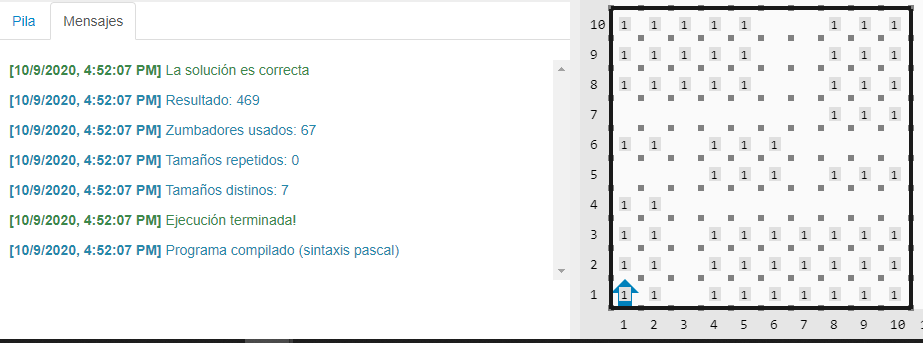 Pila Mensajes
[10/9/2020, 4:52:07 PM] La solución es correcta
[10/9/2020, 4:52:07 PM] Resultado: 469
[10/9/2020, 4:52:07 PM] Zumbadores usados: 67
[10/9/2020, 4:52:07 PM] Tamaños repetidos: 0
[10/9/2020, 4:52:07 PM] Tamaños distinos: 7
[10/9/2020, 4:52:07 PM] Ejecución terminada!
[10/9/2020, 4:52:07 PM] Programa compilado (sintaxis pascal)
10 1 1 1 1 1 1 1 1
9 1 1 1 1 1 1 1 1
8 1 1 1 1 1 1 1 1
7 1 1 1
6 1 1 1 1 1
5 1 1 1 1 1 1
4 1 1
3 1 1 1 1 1 1 1 1 1
2 1 1 1 1 1 1 1 1 1
1 1 1 1 1 1 1 1 1 1
1 2 3 4 5 6 7 8 9 10